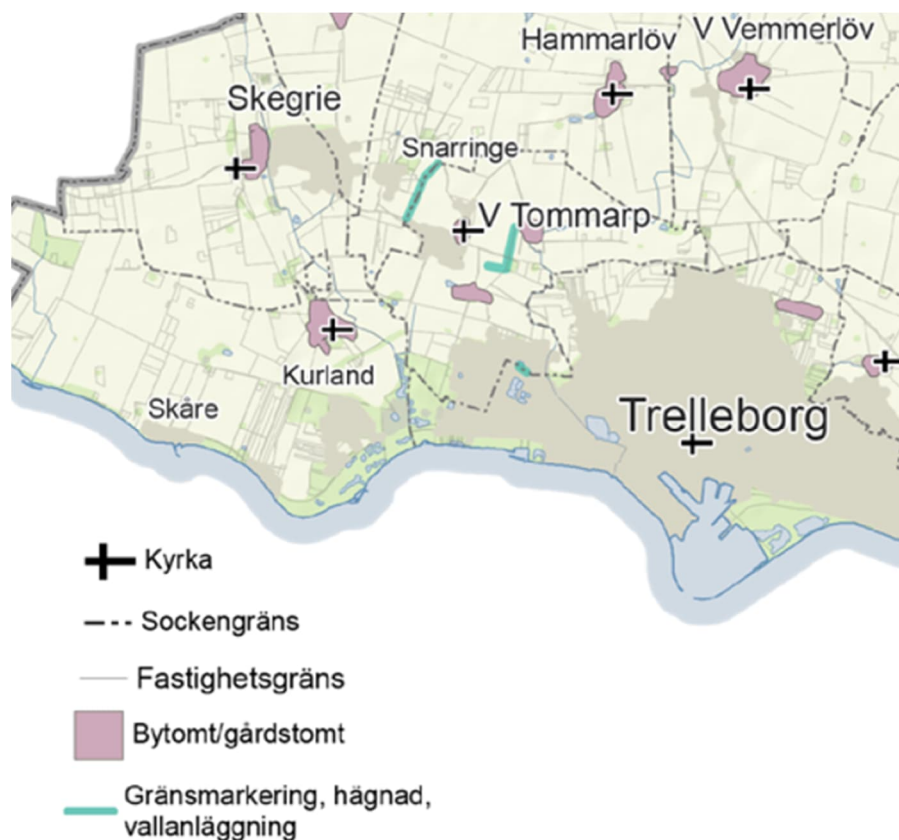 V Vemmerlöv
Hammarlöv
Skegrie
Snarringe
V Tommarp
Kurland
Skåre
Trelleborg
Kyrka
Sockengräns
Fastighetsgräns
Bytomt/gårdstomt
Gränsmarkering, hägnad,
vallanläggning